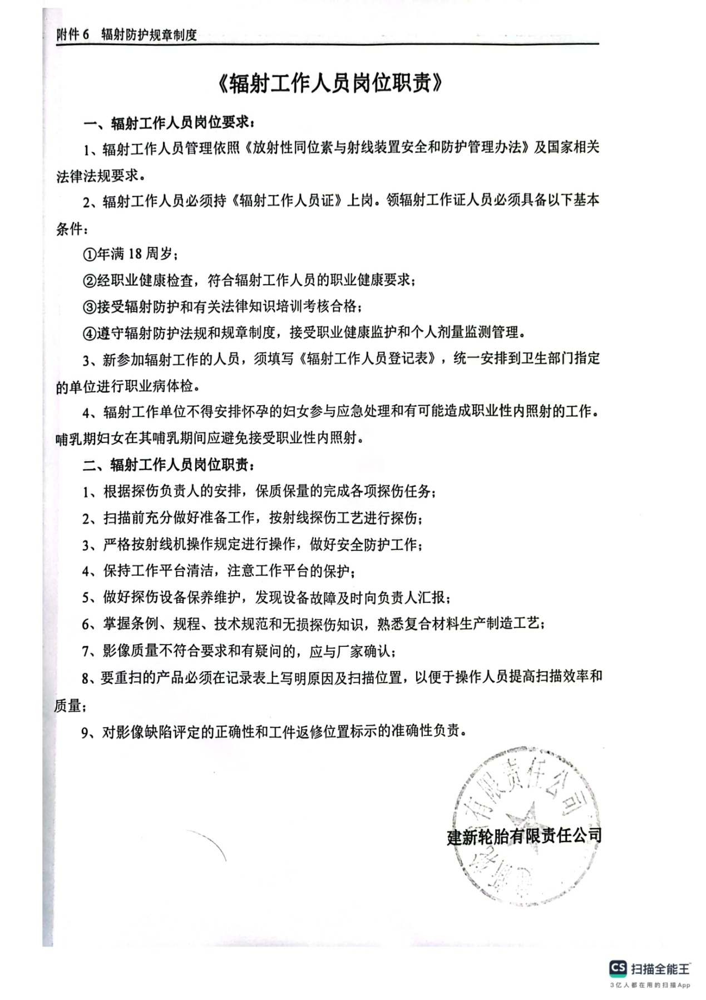 附件 6　辐射防护规章制度
《辐射工作人员岗位职责》
一、辐射工作人员岗位要求：
1、辐射工作人员管理依照《放射性同位素与射线装置安全和防护管理办法》及国家相关
法律法规要求。
2、辐射工作人员必须持《辐射工作人员证》上岗。领辐射工作证人员必须具备以下基本
条件：
①年满 18 周岁；
②经职业健康检查，符合辐射工作人员的职业健康要求；
③接受辐射防护和有关法律知识培训考核合格；
④遵守辐射防护法规和规章制度，接受职业健康监护和个人剂量监测管理。
3、新参加辐射工作的人员，须填写《辐射工作人员登记表》，统一安排到卫生部门指定
的单位进行职业病体检。
4、辐射工作单位不得安排怀孕的妇女参与应急处理和有可能造成职业性内照射的工作。
哺乳期妇女在其哺乳期间应避免接受职业性内照射。
二、辐射工作人员岗位职责：
1、根据探伤负责人的安排，保质保量的完成各项探伤任务；
2、扫描前充分做好准备工作，按射线探伤工艺进行探伤；
3、严格按射线机操作规定进行操作，做好安全防护工作；
4、保持工作平台清洁，注意工作平台的保护；
5、做好探伤设备保养维护，发现设备故障及时向负责人汇报；
6、掌握条例、规程、技术规范和无损探伤知识，熟悉复合材料生产制造工艺；
7、影像质量不符合要求和有疑问的，应与厂家确认；
8、要重扫的产品必须在记录表上写明原因及扫描位置，以便于操作人员提高扫描效率和
质量；
9、对影像缺陷评定的正确性和工件返修位置标示的准确性负责。
建新轮胎有限责任公司
建新轮胎有限责任公司
CS 扫描全能王
3亿人都在用的扫描App